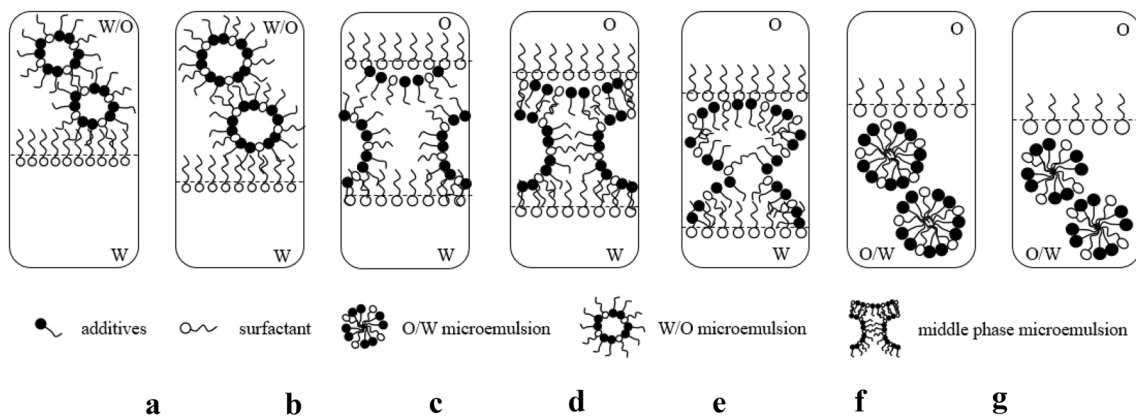 W/O W/O O O O O O
W W W W W O/W O/W
additives surfactant O/W microemulsion W/O microemulsion middle phase microemulsion
a b c d e f g